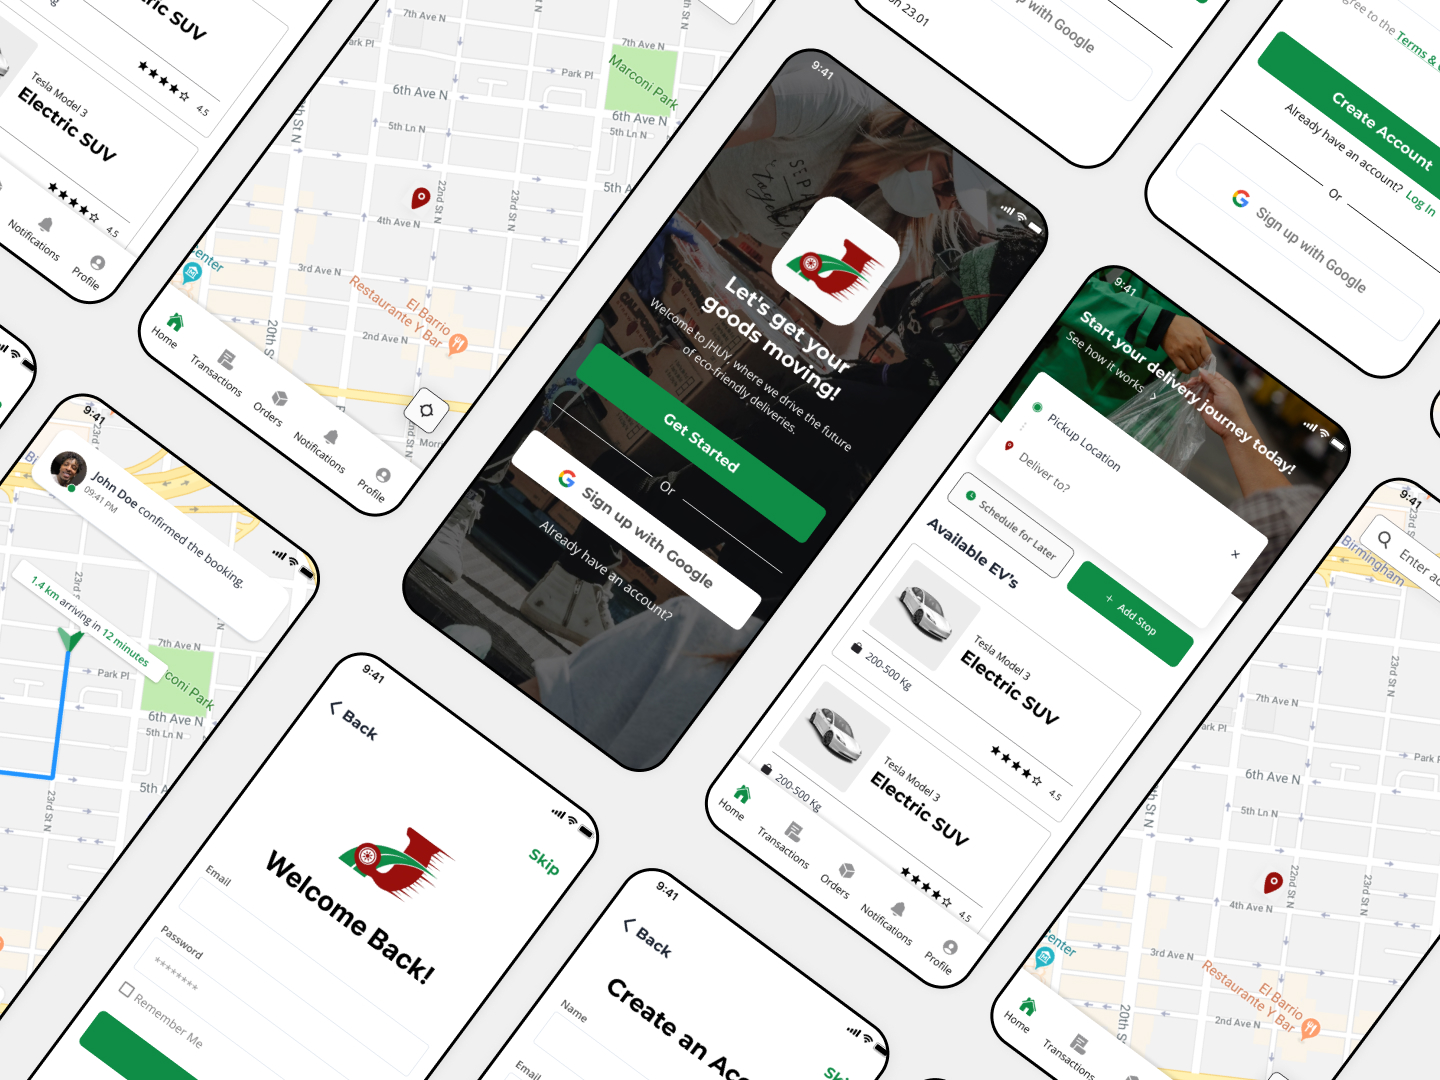 ctric SUV
4.5
Tesla Model 3
Electric SUV
4.5
Notifications
Profile
7th Ave N
Park Pl
7th Ave N
Park Pl
Marconi Park
6th Ave N
6th Ave N
5th Ln N
5th Ln N
5th A
22nd St N
23rd St N
4th Ave N
3rd Ave N
El Barrio
Restaurante Y Bar
2nd Ave N
20th S
enter
Home
Transactions
Orders
Notifications
Profile
9:41
SEPA
together
Let's get your
goods moving!
Welcome to JHUY, where we drive the future
of eco-friendly deliveries.
Get Started
Or
Sign up with Google
Already have an account?
on 23.01
up with Google
gree to the Terms &
Create Account
Already have an account? Log In
Or
Sign up with Google
9:41
Start your delivery journey today!
See how it works
Pickup Location
Deliver to?
Schedule for Later
+ Add Stop
Available EV's
Tesla Model 3
Electric SUV
200-500 Kg
4.5
Tesla Model 3
Electric SUV
200-500 Kg
4.5
Home
Transactions
Orders
Notifications
Profile
9:41
John Doe confirmed the booking.
09:41 PM
1.4 km arriving in 12 minutes
23rd St N
7th Ave N
Park Pl
coni Park
6th Ave N
5th Ln N
5th A
23rd St N
9:41
Back
Skip
Welcome Back!
Email
Password
********
Remember Me
9:41
Back
Create an Acc
Name
Email
9:41
Enter ad
Birmingham
23rd St N
7th Ave N
ark Pl
6th Ave N
5th Ln N
22nd St N
23rd St N
4th Ave N
3rd Ave N
El Barrio
Restaurante Y Bar
2nd Ave N
20th S
enter
Home
Transactions